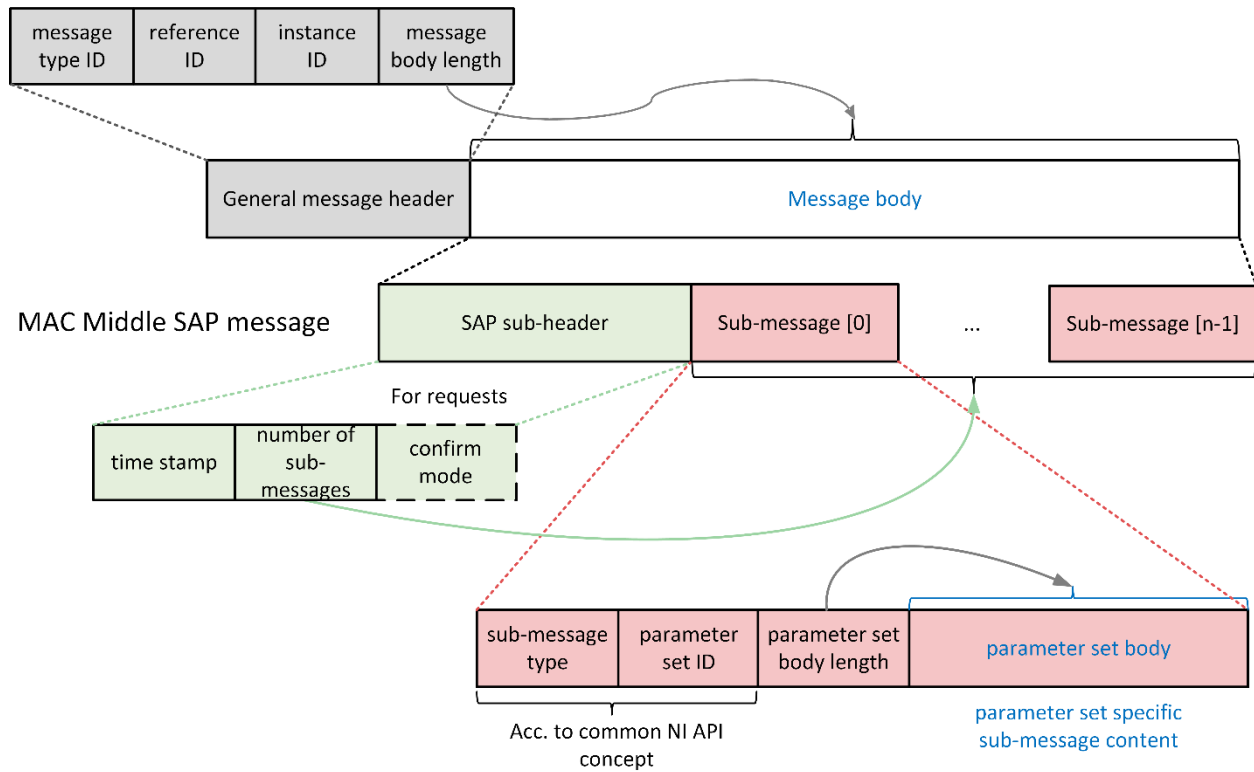 message
type ID
reference
ID
instance
ID
message
body length
General message header
Message body
MAC Middle SAP message
SAP sub-header
Sub-message [0]
...
Sub-message [n-1]
For requests
time stamp
number of
sub-
messages
confirm
mode
sub-message
type
parameter
set ID
parameter set
body length
parameter set body
Acc. to common NI API
concept
parameter set specific
sub-message content